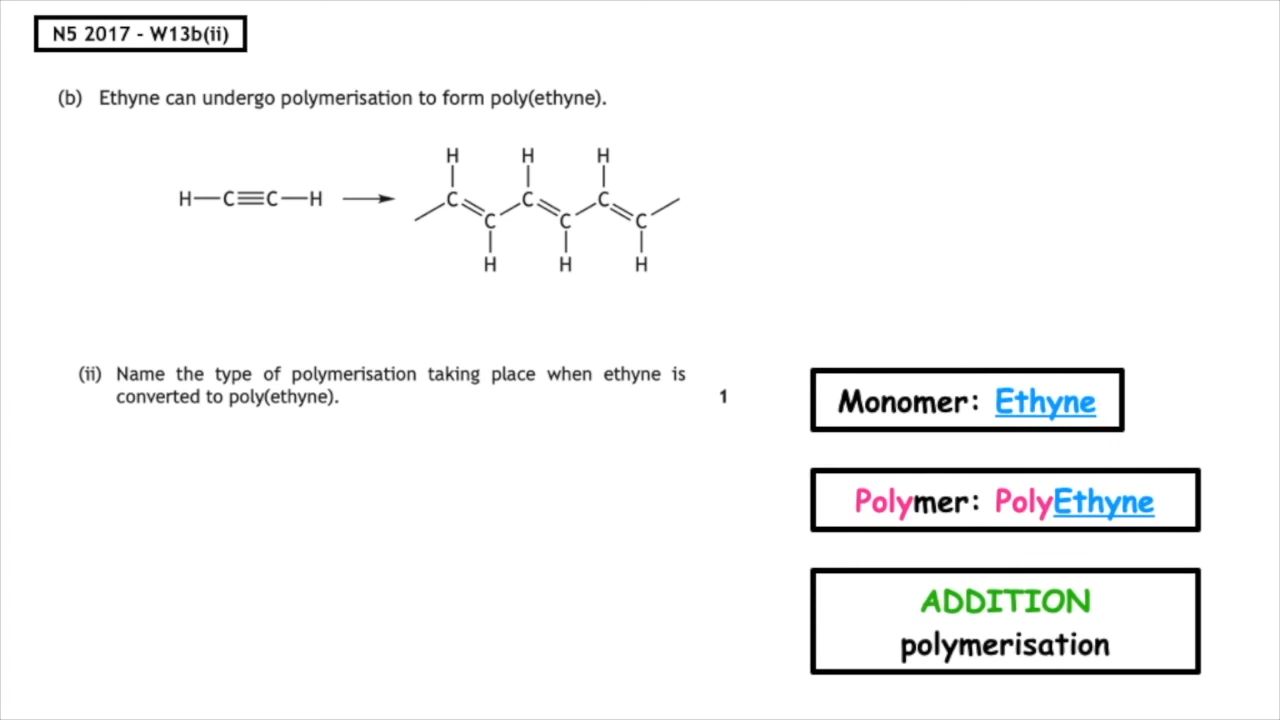 N5 2017 - W13b(ii)
(b) Ethyne can undergo polymerisation to form poly(ethyne).
H H H
H—C≡C—H → C C C
C C C
H H H
(ii) Name the type of polymerisation taking place when ethyne is
converted to poly(ethyne). 1
Monomer: Ethyne
Polymer: PolyEthyne
ADDITION
polymerisation